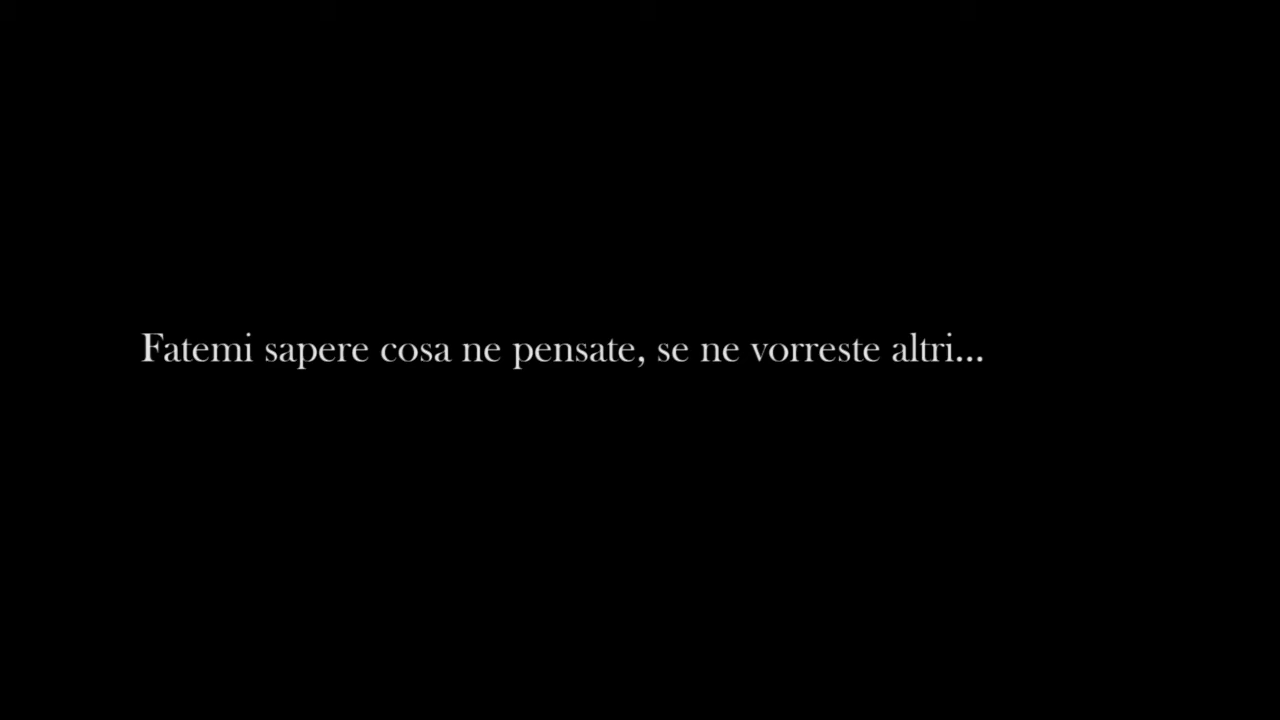 Fatemi sapere cosa ne pensate, se ne vorreste altri...